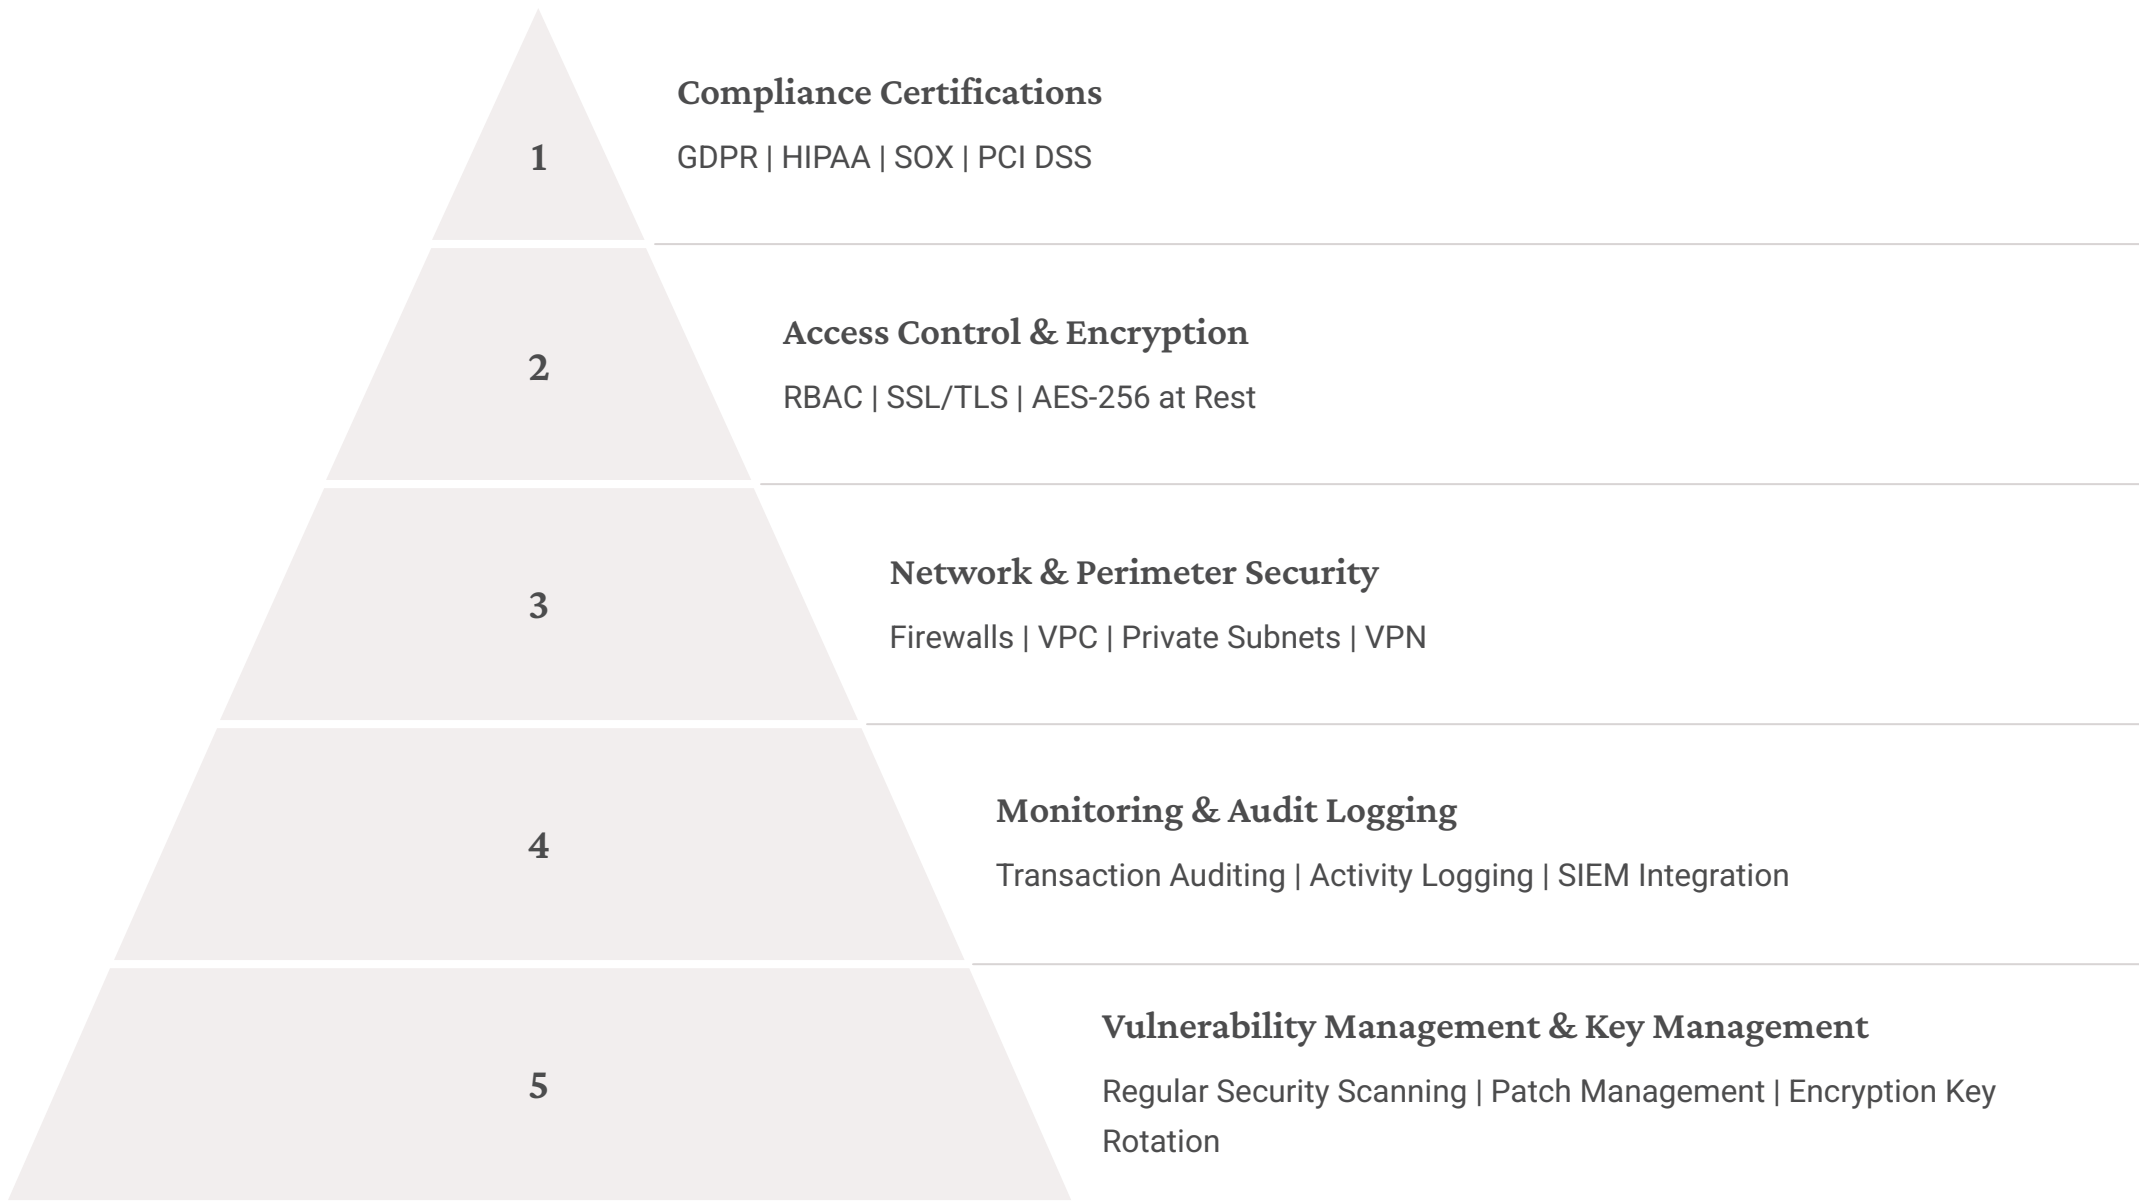 1
Compliance Certifications
GDPR | HIPAA | SOX | PCI DSS
2
Access Control & Encryption
RBAC | SSL/TLS | AES-256 at Rest
3
Network & Perimeter Security
Firewalls | VPC | Private Subnets | VPN
4
Monitoring & Audit Logging
Transaction Auditing | Activity Logging | SIEM Integration
5
Vulnerability Management & Key Management
Regular Security Scanning | Patch Management | Encryption Key
Rotation